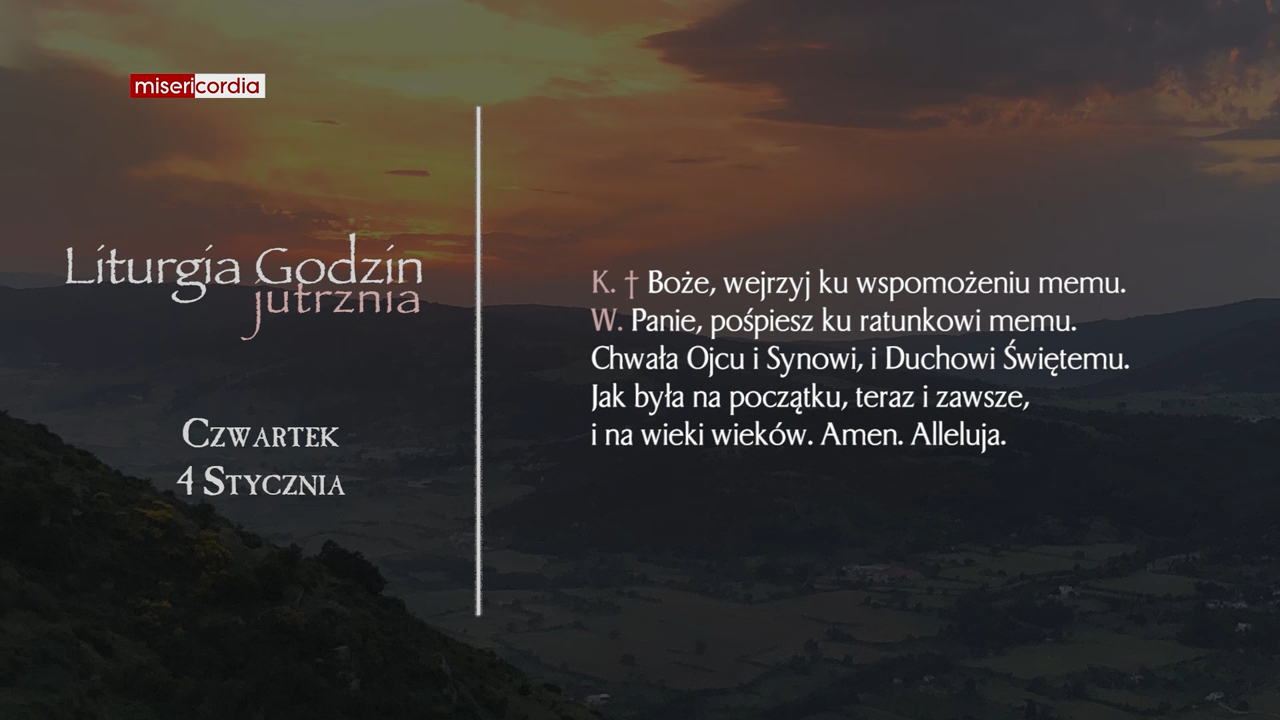 misericordia
Liturgia Godzin
jutrznia
Czwartek
4 Stycznia
K. † Boże, wejrzyj ku wspomożeniu memu.
W. Panie, pośpiesz ku ratunkowi memu.
Chwała Ojcu i Synowi, i Duchowi Świętemu.
Jak była na początku, teraz i zawsze,
i na wieki wieków. Amen. Alleluja.